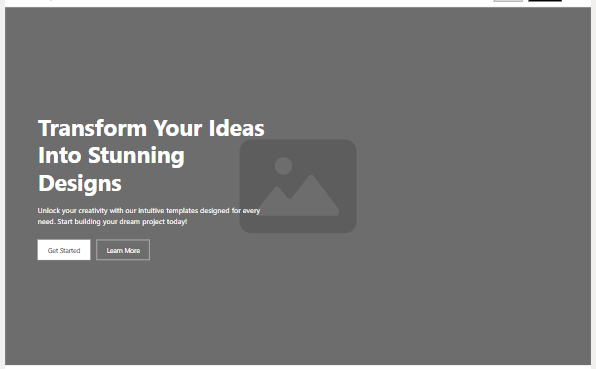 Transform Your Ideas
Into Stunning
Designs
Unlock your creativity with our intuitive templates designed for every
need. Start building your dream project today!
Get Started
Learn More